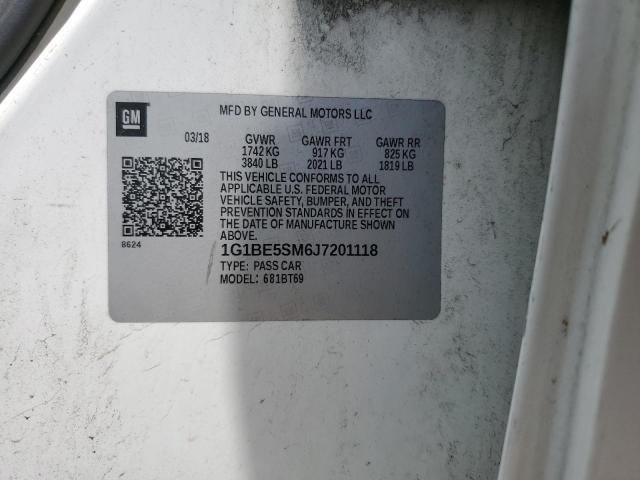 GM
MFD BY GENERAL MOTORS LLC
03/18 GVWR GAWR FRT GAWR RR
1742 KG 917 KG 825 KG
3840 LB 2021 LB 1819 LB
THIS VEHICLE CONFORMS TO ALL
APPLICABLE U.S. FEDERAL MOTOR
VEHICLE SAFETY, BUMPER, AND THEFT
PREVENTION STANDARDS IN EFFECT ON
THE DATE OF MANUFACTURE SHOWN
ABOVE.
8624
1G1BE5SM6J7201118
TYPE: PASS CAR
MODEL: 681BT69